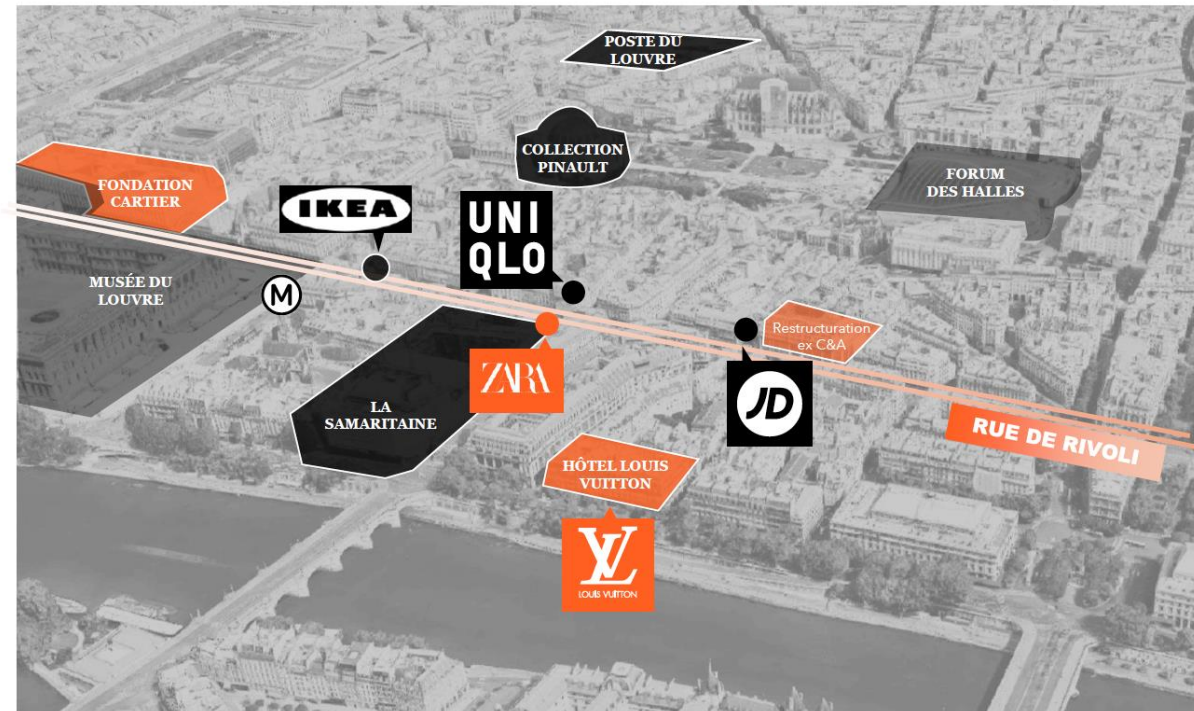 POSTE DU
LOUVRE
COLLECTION
PINAULT
FORUM
DES HALLES
FONDATION
CARTIER
IKEA
UNI
QLO
MUSÉE DU
LOUVRE
M
Restructuration
ex C&A
ZARA
JD
LA
SAMARITAINE
RUE DE RIVOLI
HÔTEL LOUIS
VUITTON
LV
LOUIS VUITTON